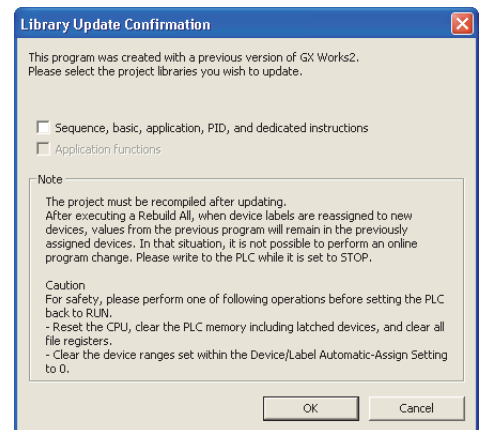 Library Update Confirmation
This program was created with a previous version of GX Works2.
Please select the project libraries you wish to update.
Sequence, basic, application, PID, and dedicated instructions
Application functions
Note
The project must be recompiled after updating.
After executing a Rebuild All, when device labels are reassigned to new
devices, values from the previous program will remain in the previously
assigned devices. In that situation, it is not possible to perform an online
program change. Please write to the PLC while it is set to STOP.
Caution
For safety, please perform one of following operations before setting the PLC
back to RUN.
- Reset the CPU, clear the PLC memory including latched devices, and clear all
file registers.
- Clear the device ranges set within the Device/Label Automatic-Assign Setting
to 0.
OK Cancel